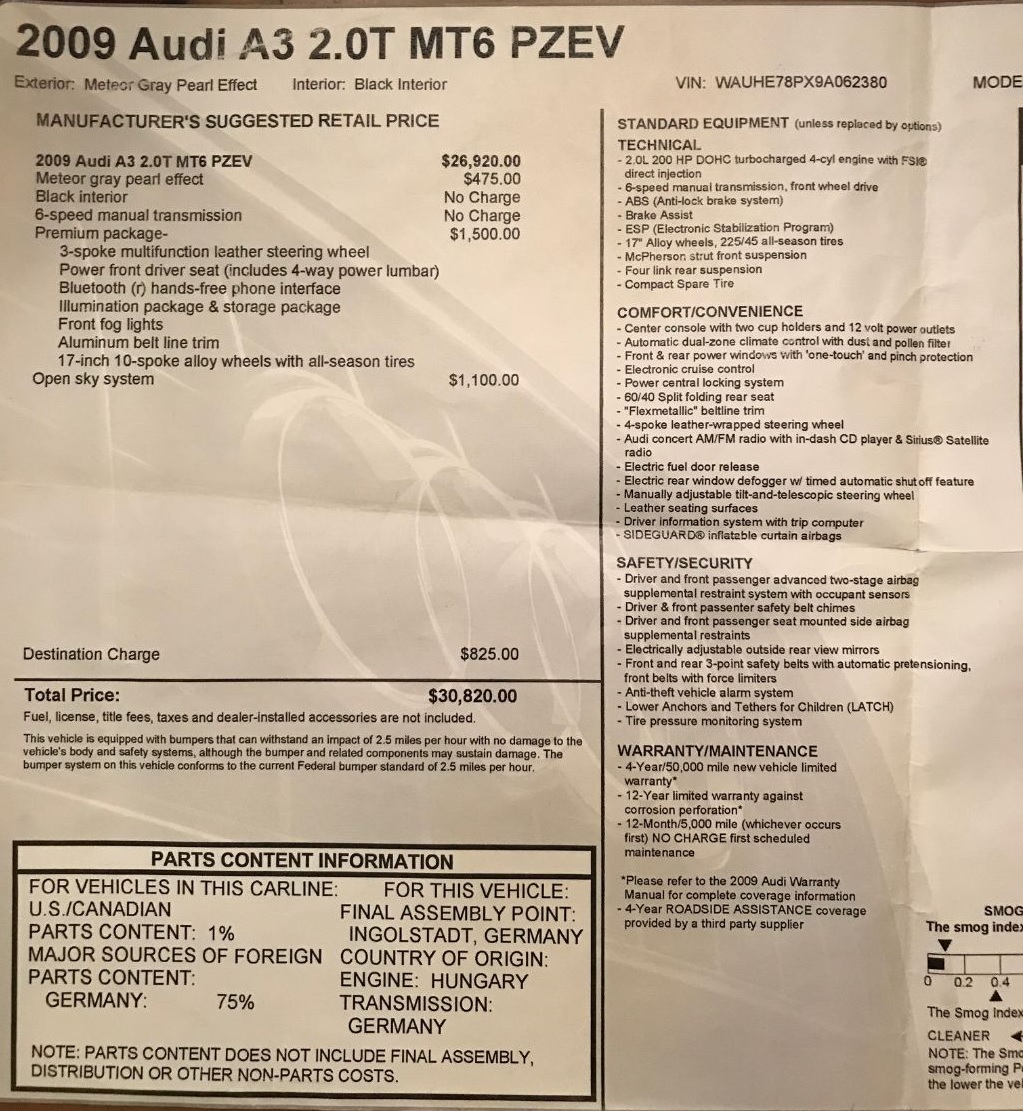 2009 Audi A3 2.0T MT6 PZEV
Exterior: Meteor Gray Pearl Effect Interior: Black Interior VIN: WAUHE78PX9A062380 MODE
MANUFACTURER'S SUGGESTED RETAIL PRICE
2009 Audi A3 2.0T MT6 PZEV $26,920.00
Meteor gray pearl effect $475.00
Black interior No Charge
6-speed manual transmission No Charge
Premium package- $1,500.00
3-spoke multifunction leather steering wheel
Power front driver seat (includes 4-way power lumbar)
Bluetooth (r) hands-free phone interface
Illumination package & storage package
Front fog lights
Aluminum belt line trim
17-inch 10-spoke alloy wheels with all-season tires
Open sky system $1,100.00
Destination Charge $825.00
Total Price: $30,820.00
Fuel, license, title fees, taxes and dealer-installed accessories are not included.
This vehicle is equipped with bumpers that can withstand an impact of 2.5 miles per hour with no damage to the
vehicle's body and safety systems, although the bumper and related components may sustain damage. The
bumper system on this vehicle conforms to the current Federal bumper standard of 2.5 miles per hour.
PARTS CONTENT INFORMATION
FOR VEHICLES IN THIS CARLINE:
U.S./CANADIAN
PARTS CONTENT: 1%
MAJOR SOURCES OF FOREIGN
PARTS CONTENT:
GERMANY: 75%
FOR THIS VEHICLE:
FINAL ASSEMBLY POINT:
INGOLSTADT, GERMANY
COUNTRY OF ORIGIN:
ENGINE: HUNGARY
TRANSMISSION:
GERMANY
NOTE: PARTS CONTENT DOES NOT INCLUDE FINAL ASSEMBLY,
DISTRIBUTION OR OTHER NON-PARTS COSTS.
STANDARD EQUIPMENT (unless replaced by options)
TECHNICAL
- 2.0L 200 HP DOHC turbocharged 4-cyl engine with FSI®
direct injection
- 6-speed manual transmission, front wheel drive
- ABS (Anti-lock brake system)
- Brake Assist
- ESP (Electronic Stabilization Program)
- 17" Alloy wheels, 225/45 all-season tires
- McPherson strut front suspension
- Four link rear suspension
- Compact Spare Tire
COMFORT/CONVENIENCE
- Center console with two cup holders and 12 volt power outlets
- Automatic dual-zone climate control with dust and pollen filter
- Front & rear power windows with 'one-touch' and pinch protection
- Electronic cruise control
- Power central locking system
- 60/40 Split folding rear seat
- "Flexmetallic" beltline trim
- 4-spoke leather-wrapped steering wheel
- Audi concert AM/FM radio with in-dash CD player & Sirius® Satellite
radio
- Electric fuel door release
- Electric rear window defogger w/ timed automatic shut off feature
- Manually adjustable tilt-and-telescopic steering wheel
- Leather seating surfaces
- Driver information system with trip computer
- SIDEGUARD® inflatable curtain airbags
SAFETY/SECURITY
- Driver and front passenger advanced two-stage airbag
supplemental restraint system with occupant sensors
- Driver & front passenter safety belt chimes
- Driver and front passenger seat mounted side airbag
supplemental restraints
- Electrically adjustable outside rear view mirrors
- Front and rear 3-point safety belts with automatic pretensioning,
front belts with force limiters
- Anti-theft vehicle alarm system
- Lower Anchors and Tethers for Children (LATCH)
- Tire pressure monitoring system
WARRANTY/MAINTENANCE
- 4-Year/50,000 mile new vehicle limited
warranty*
- 12-Year limited warranty against
corrosion perforation*
- 12-Month/5,000 mile (whichever occurs
first) NO CHARGE first scheduled
maintenance
*Please refer to the 2009 Audi Warranty
Manual for complete coverage information
- 4-Year ROADSIDE ASSISTANCE coverage
provided by a third party supplier
SMOG
The smog index
0 0.2 0.4
The Smog Index
CLEANER
NOTE: The Smo
smog-forming P
the lower the ve